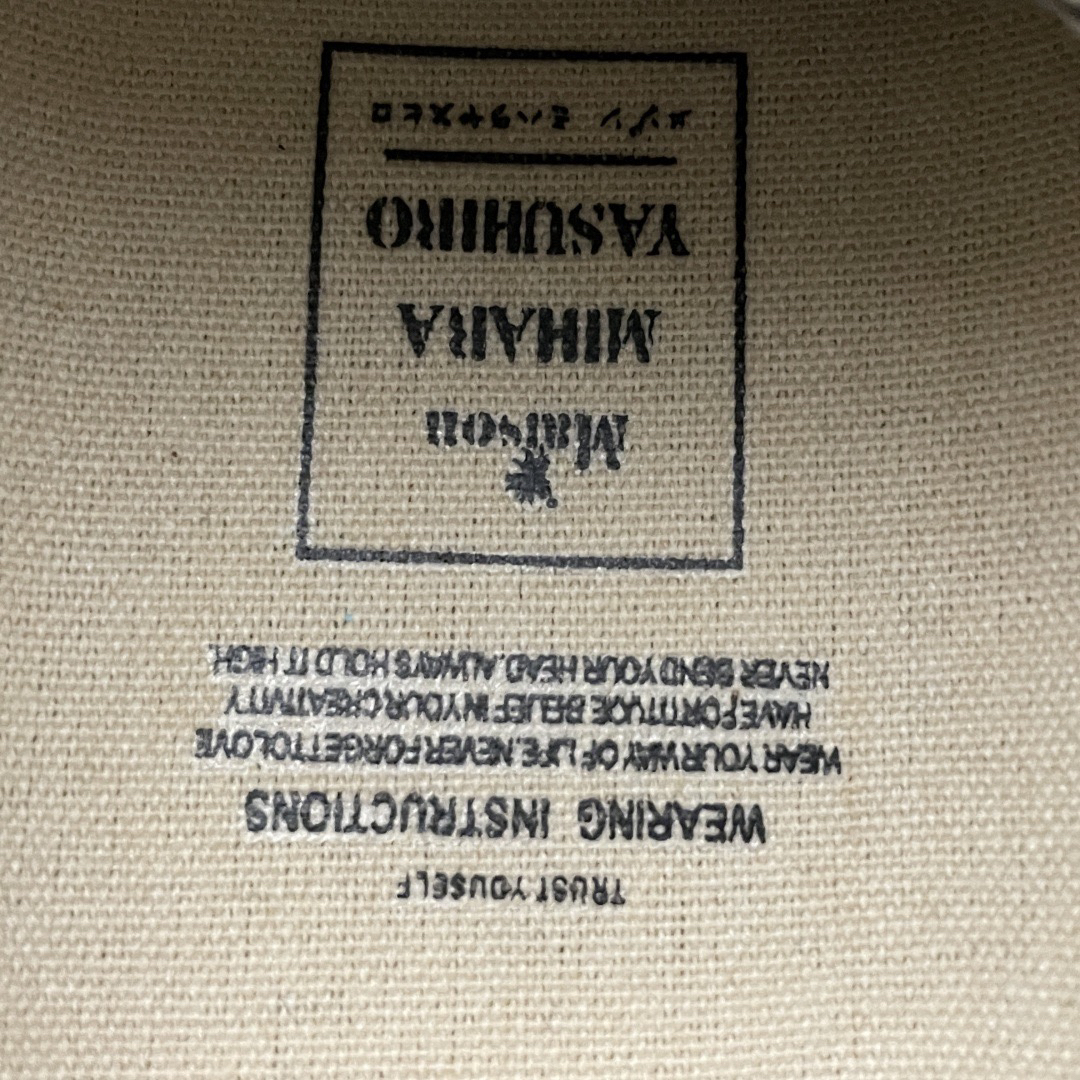 TRUST YOUSELF
WEARING INSTRUCTIONS
WEAR YOUR WAY OF LIFE. NEVER FORGET TO LOVE
HAVE FORTITUDE BELIEF IN YOUR CREATIVITY
NEVER BEND YOUR HEAD. ALWAYS HOLD IT HIGH.
Maison
MIHARA
YASUHIRO
メゾン ミハラヤスヒロ